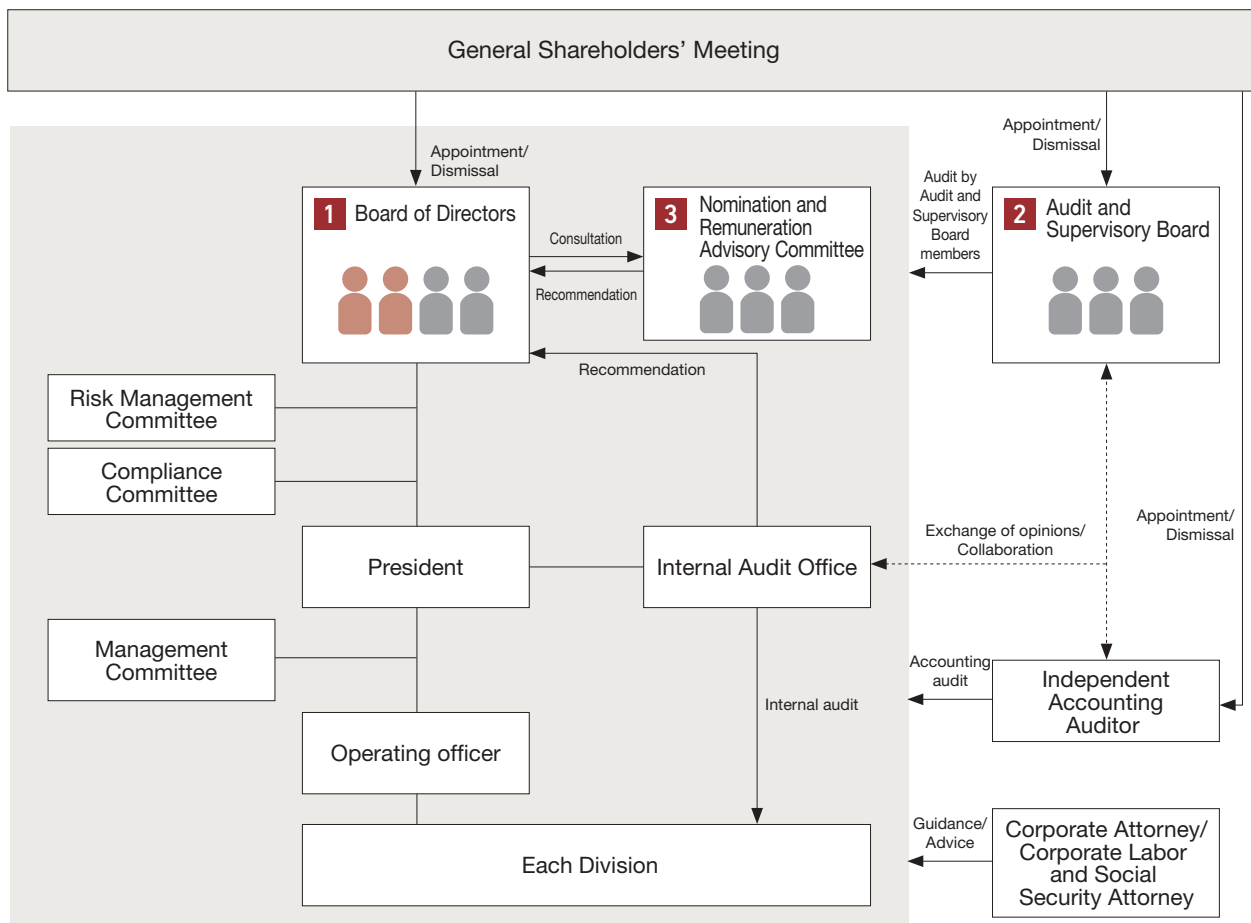 General Shareholders’ Meeting
Appointment/
Dismissal
Appointment/
Dismissal
1 Board of Directors
Consultation
Recommendation
3 Nomination and
Remuneration
Advisory Committee
Audit by
Audit and
Supervisory
Board
members
2 Audit and
Supervisory Board
Recommendation
Risk Management
Committee
Compliance
Committee
President
Internal Audit Office
Exchange of opinions/
Collaboration
Appointment/
Dismissal
Management
Committee
Accounting
audit
Independent
Accounting
Auditor
Internal audit
Operating officer
Each Division
Guidance/
Advice
Corporate Attorney/
Corporate Labor
and Social
Security Attorney